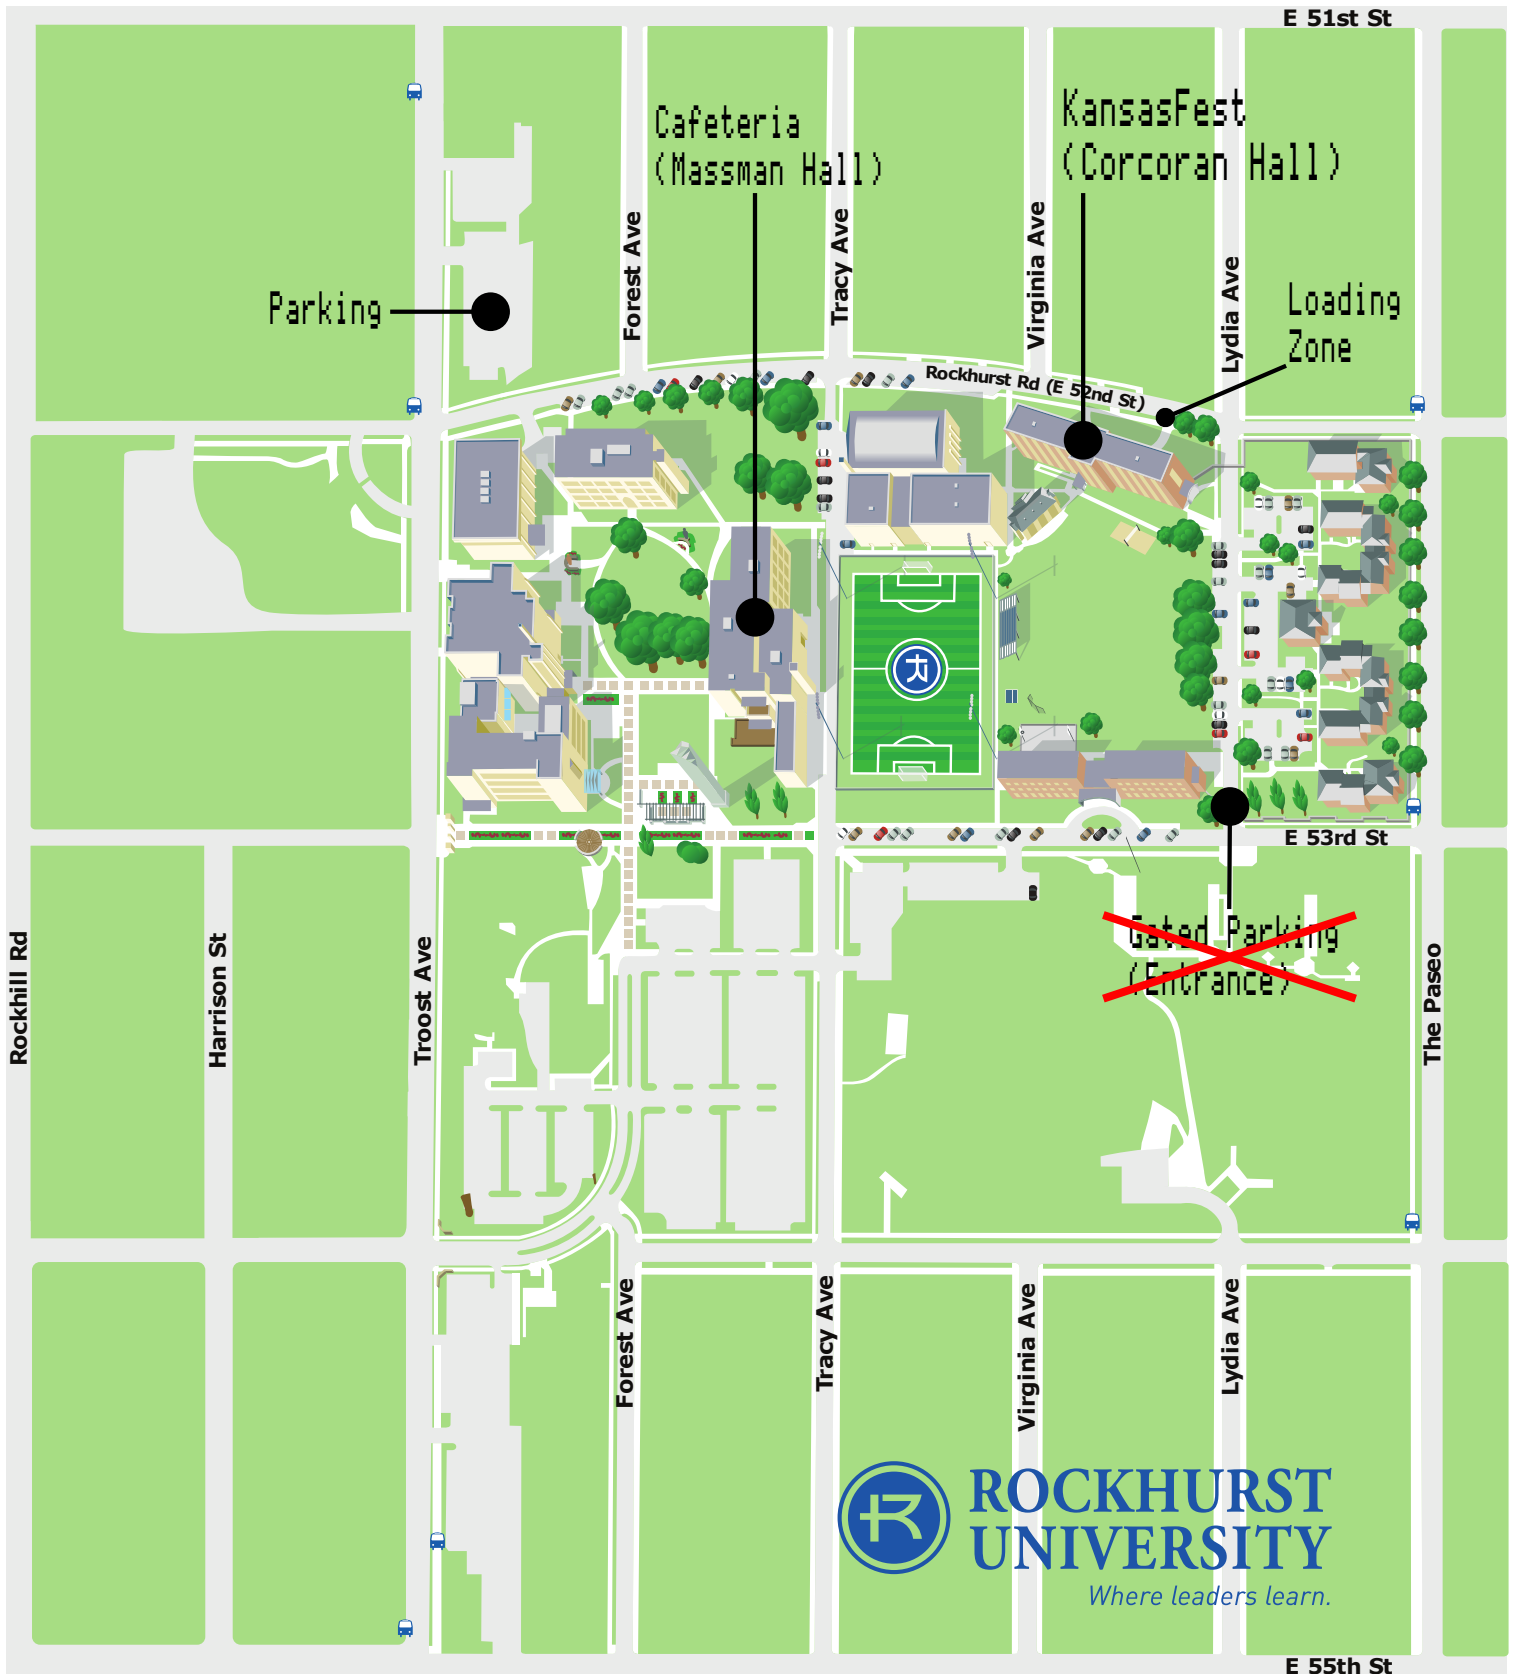 E 51st St
Cafeteria
(Massman Hall)
KansasFest
(Corcoran Hall)
Parking
Forest Ave
Tracy Ave
Virginia Ave
Lydia Ave
Loading
Zone
Rockhurst Rd (E 52nd St)
E 53rd St
Gated Parking
(Entrance)
Rockhill Rd
Harrison St
Troost Ave
The Paseo
Forest Ave
Tracy Ave
Virginia Ave
Lydia Ave
ROCKHURST
UNIVERSITY
Where leaders learn.
E 55th St